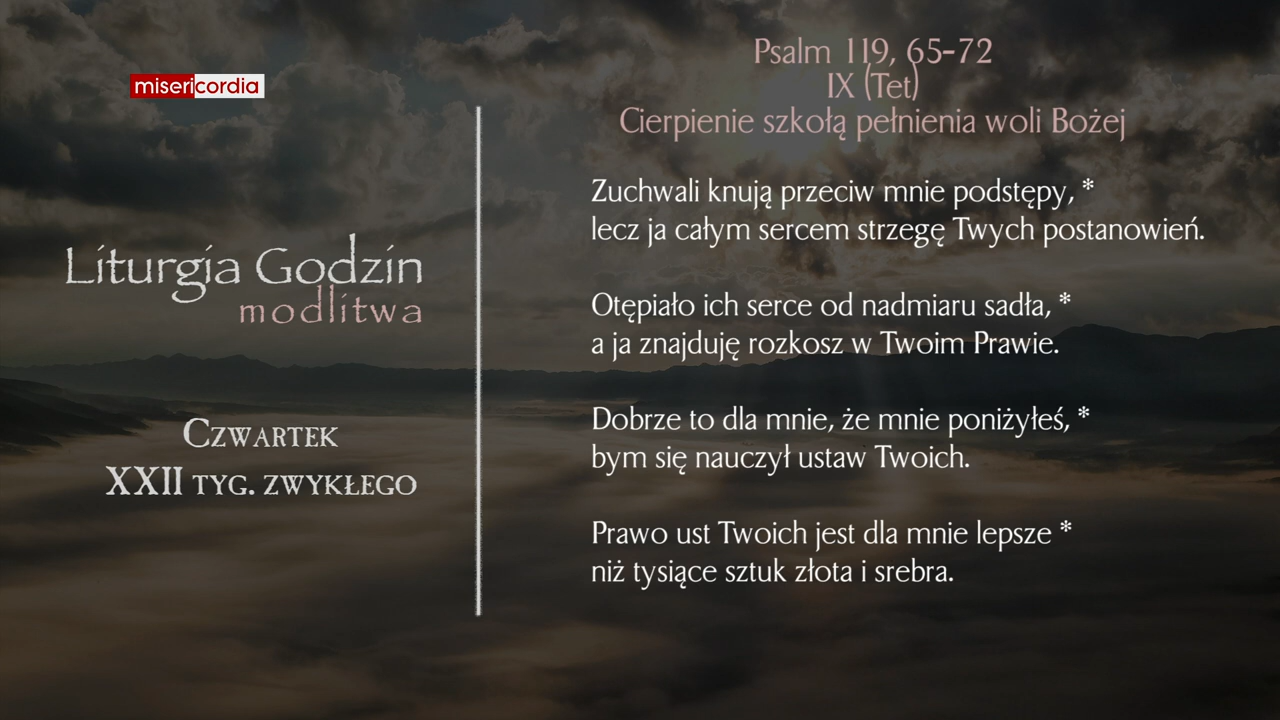 misericordia
Liturgia Godzin
modlitwa
Czwartek
XXII tyg. zwykłego
Psalm 119, 65-72
IX (Tet)
Cierpienie szkołą pełnienia woli Bożej
Zuchwali knują przeciw mnie podstępy, *
lecz ja całym sercem strzegę Twych postanowień.
Otępiało ich serce od nadmiaru sadła, *
a ja znajduję rozkosz w Twoim Prawie.
Dobrze to dla mnie, że mnie poniżyłeś, *
bym się nauczył ustaw Twoich.
Prawo ust Twoich jest dla mnie lepsze *
niż tysiące sztuk złota i srebra.